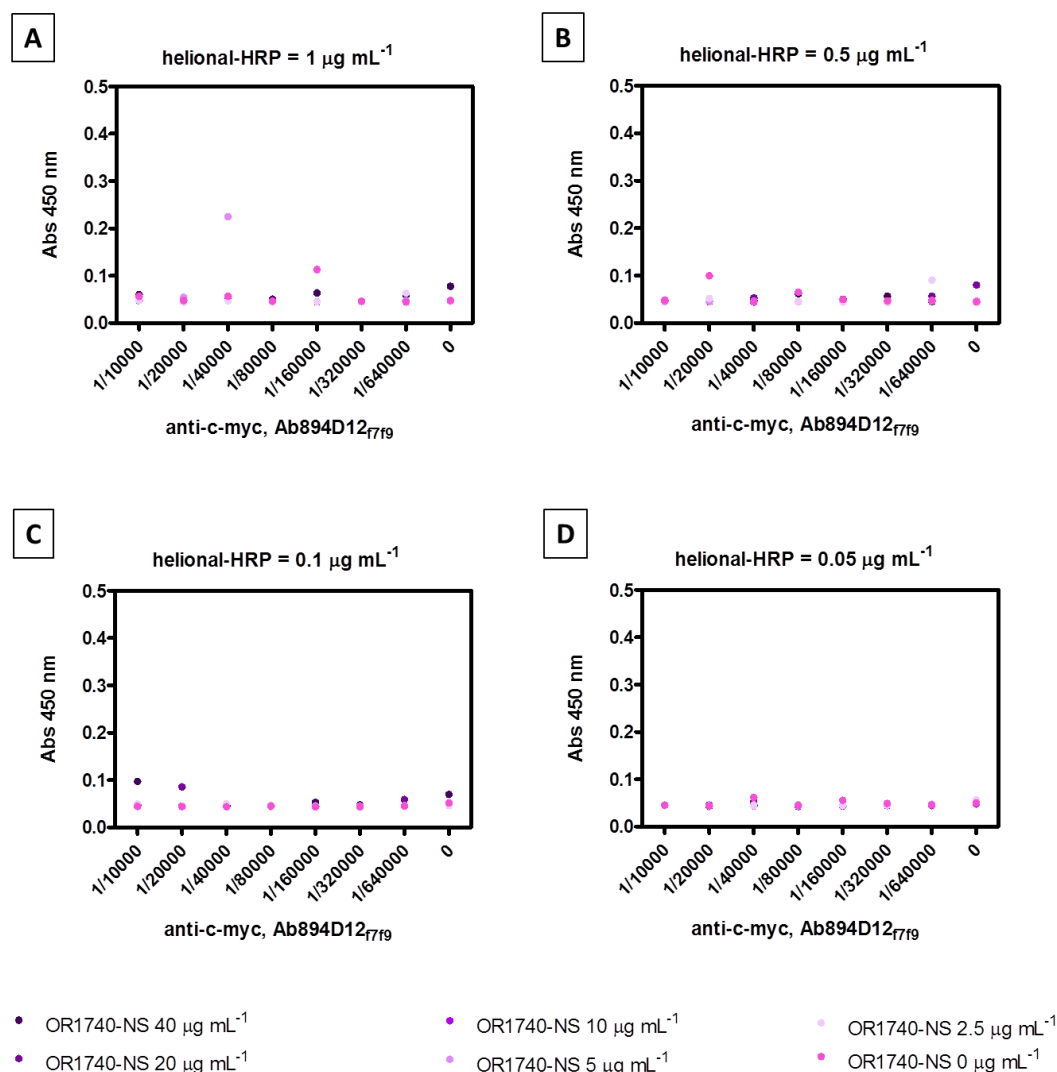 A
helional-HRP = 1 μg mL⁻¹
0.5
0.4
0.3
0.2
0.1
0.0
Abs 450 nm
1/10000
1/20000
1/40000
1/80000
1/160000
1/320000
1/640000
0
anti-c-myc, Ab894D12f7f9
B
helional-HRP = 0.5 μg mL⁻¹
0.5
0.4
0.3
0.2
0.1
0.0
Abs 450 nm
1/10000
1/20000
1/40000
1/80000
1/160000
1/320000
1/640000
0
anti-c-myc, Ab894D12f7f9
C
helional-HRP = 0.1 μg mL⁻¹
0.5
0.4
0.3
0.2
0.1
0.0
Abs 450 nm
1/10000
1/20000
1/40000
1/80000
1/160000
1/320000
1/640000
0
anti-c-myc, Ab894D12f7f9
D
helional-HRP = 0.05 μg mL⁻¹
0.5
0.4
0.3
0.2
0.1
0.0
Abs 450 nm
1/10000
1/20000
1/40000
1/80000
1/160000
1/320000
1/640000
0
anti-c-myc, Ab894D12f7f9
OR1740-NS 40 μg mL⁻¹
OR1740-NS 20 μg mL⁻¹
OR1740-NS 10 μg mL⁻¹
OR1740-NS 5 μg mL⁻¹
OR1740-NS 2.5 μg mL⁻¹
OR1740-NS 0 μg mL⁻¹